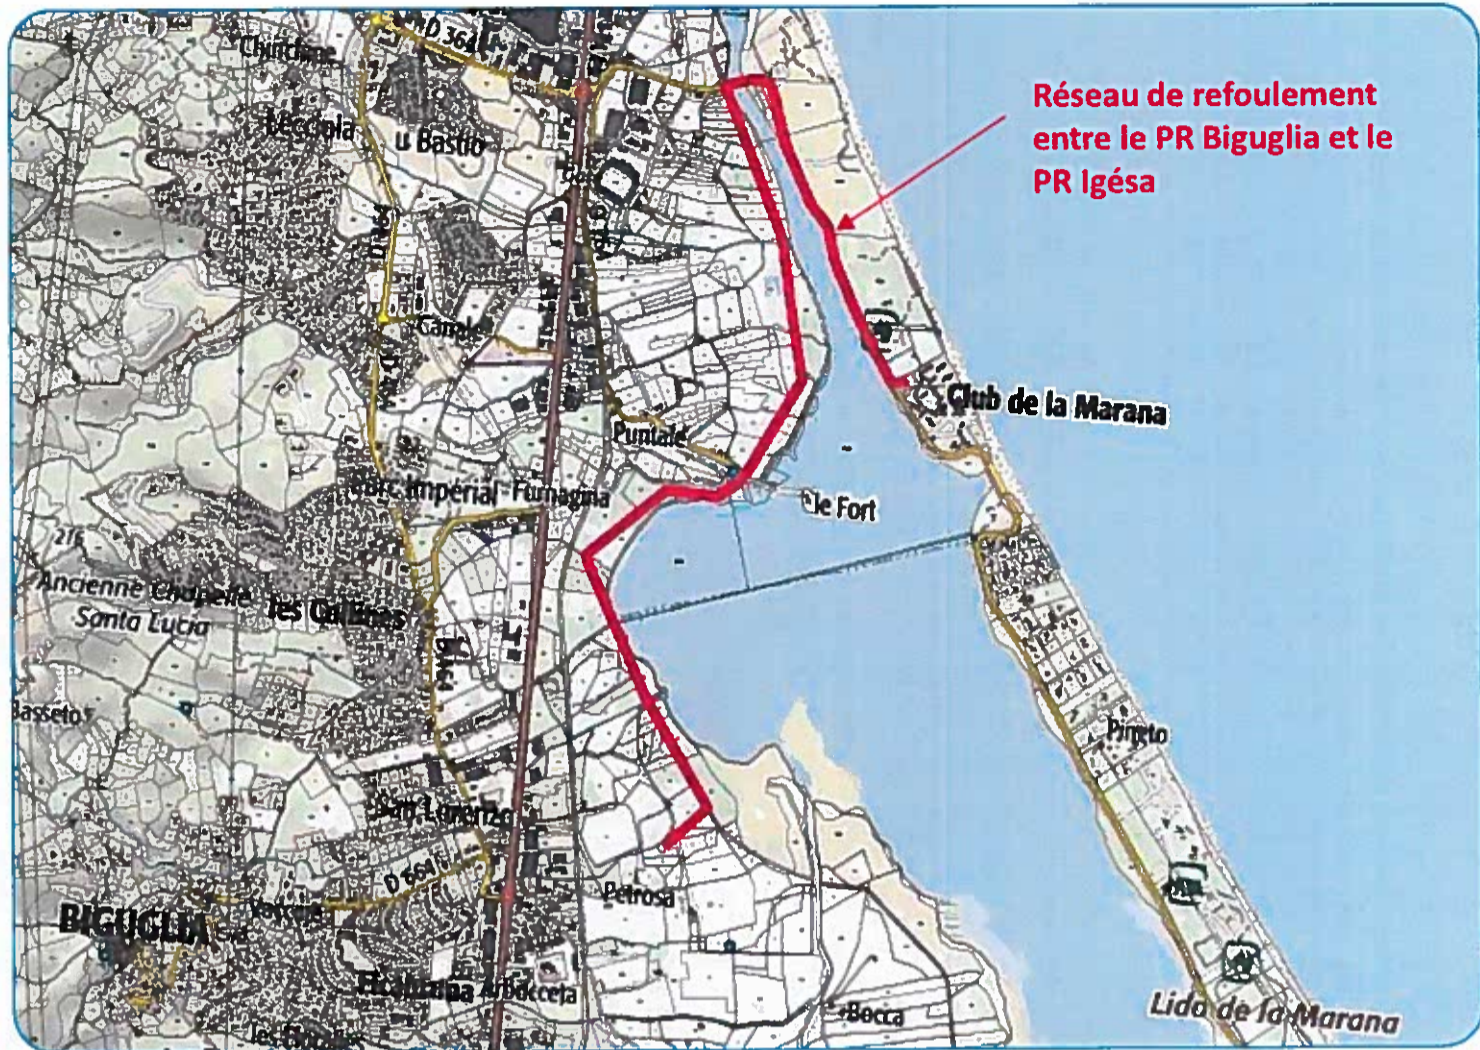 D 364
Réseau de refoulement
entre le PR Biguglia et le
PR Igésa
u Bastio
Canale
Club de la Marana
Puntale
Parc Impérial
Fumagina
le Fort
276
Ancienne Chapelle
Santa Lucia
les Collines
Basseto
Pineto
San Lorenzo
D 664
Petrosa
BIGUGLIA
Bocca
Lido de la Marana